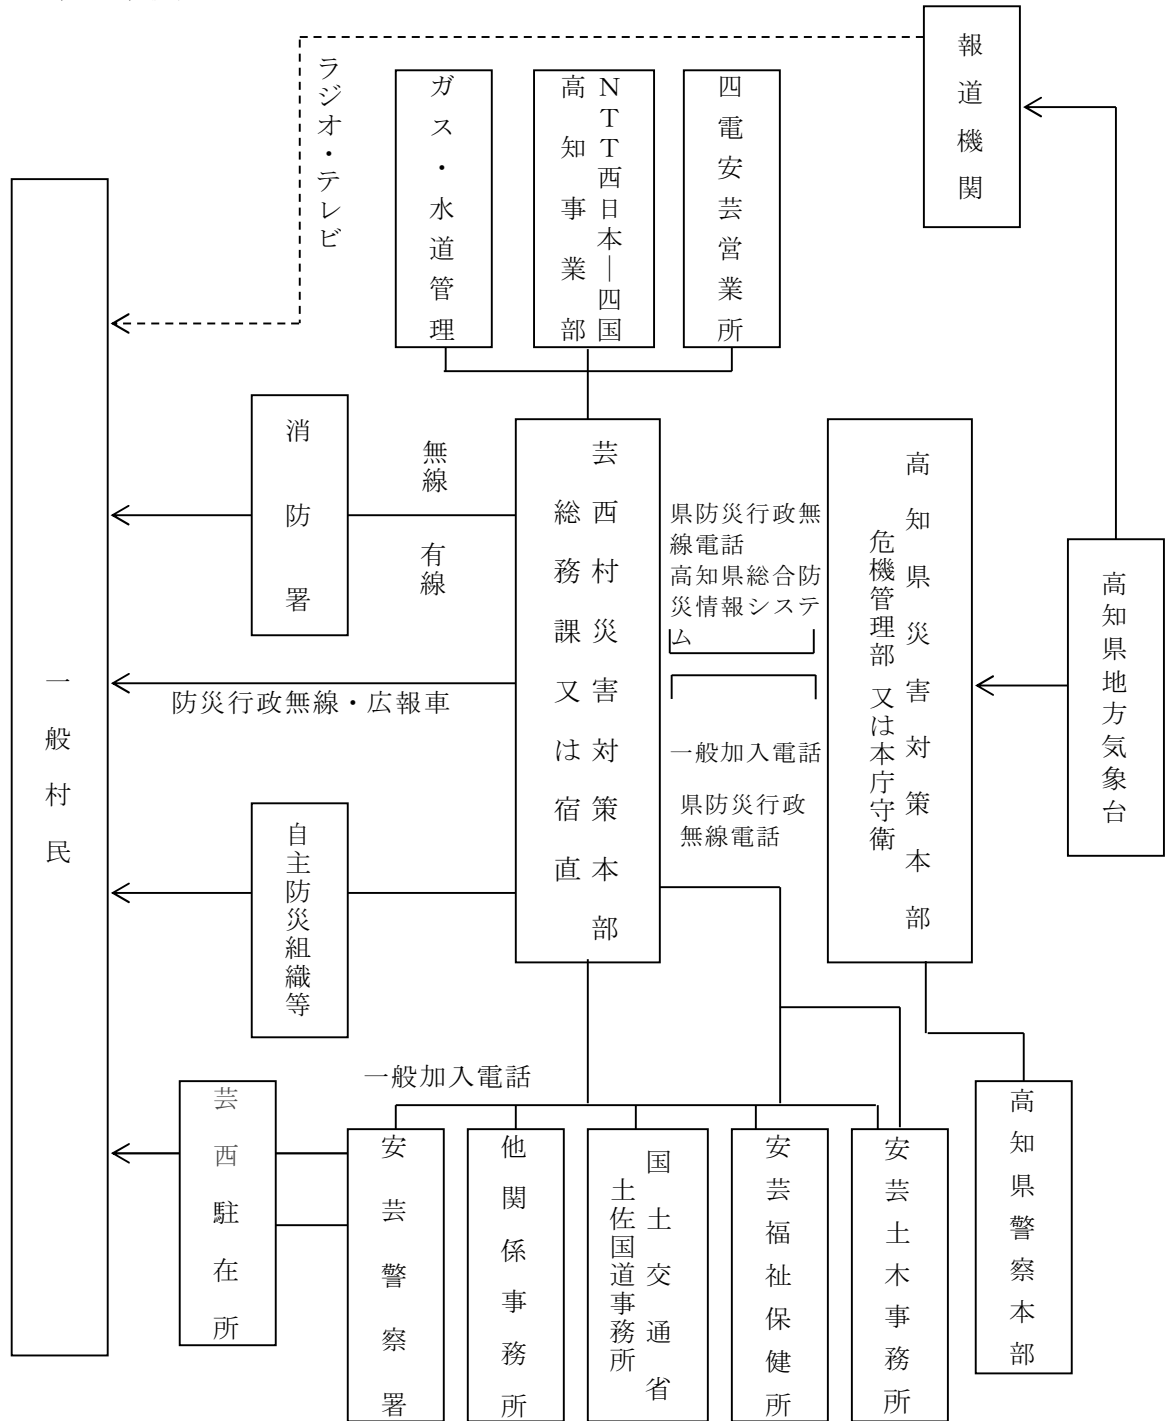 報道機関
ラジオ・テレビ
ガス・水道管理
NTT西日本―四国
高知事業部
四電安芸営業所
一般村民
消防署
無線
有線
芸西村災害対策本部
総務課又は宿直
県防災行政無
線電話
高知県総合防
災情報システ
ム
高知県災害対策本部
危機管理部 又は本庁守衛
高知県地方気象台
防災行政無線・広報車
一般加入電話
県防災行政
無線電話
自主防災組織等
一般加入電話
芸西駐在所
安芸警察署
他関係事務所
国土交通省
土佐国道事務所
安芸福祉保健所
安芸土木事務所
高知県警察本部